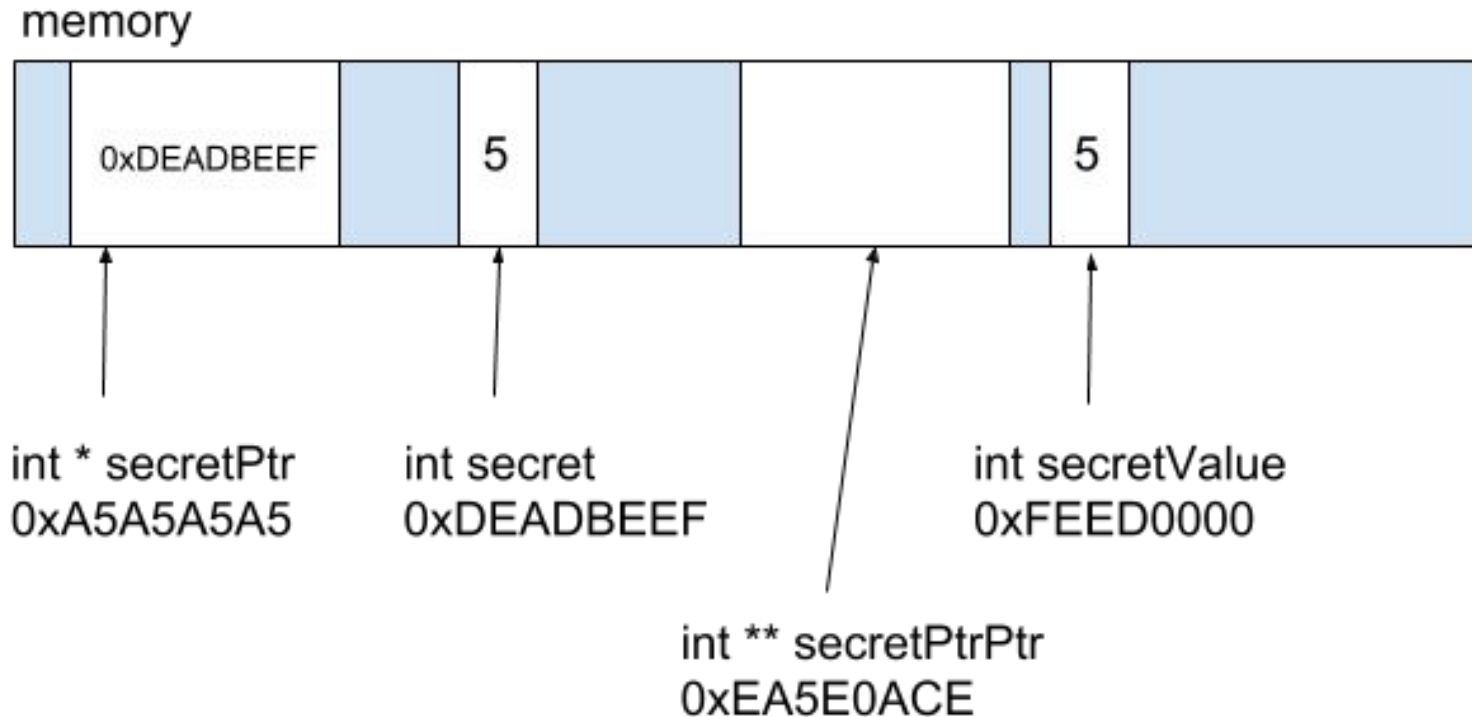 memory
0xDEADBEEF
5
5
int * secretPtr
0xA5A5A5A5
int secret
0xDEADBEEF
int secretValue
0xFEED0000
int ** secretPtrPtr
0xEA5E0ACE